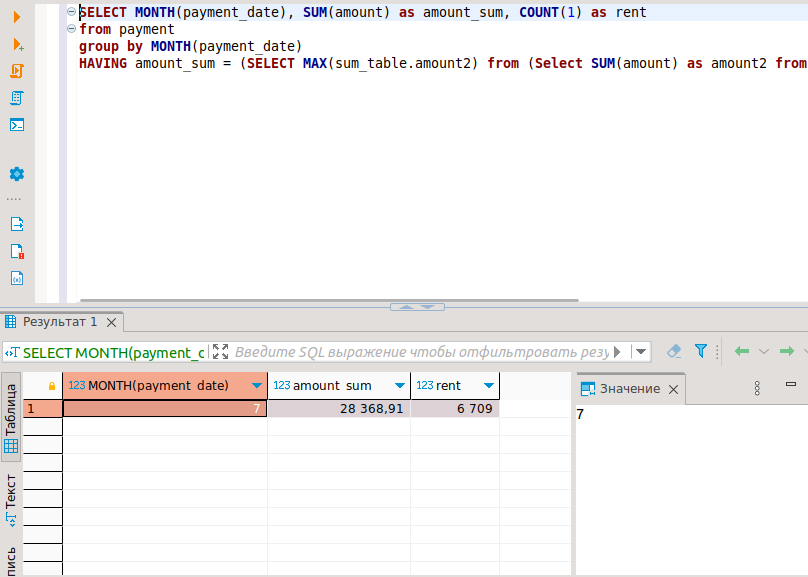 SELECT MONTH(payment_date), SUM(amount) as amount_sum, COUNT(1) as rent
from payment
group by MONTH(payment_date)
HAVING amount_sum = (SELECT MAX(sum_table.amount2) from (Select SUM(amount) as amount2 from
Результат 1
SELECT MONTH(payment_c
Введите SQL выражение чтобы отфильтровать резу
Таблица
Текст
пись
123 MONTH(payment_date) 123 amount_sum 123 rent
1 7 28 368,91 6 709
Значение
7